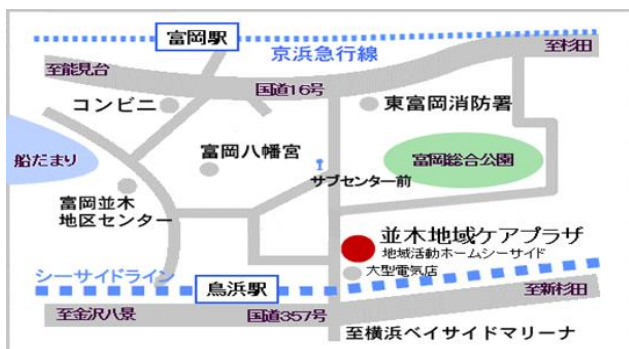 富岡駅
京浜急行線
至杉田
至能見台
国道16号
コンビニ
東富岡消防署
船だまり
富岡八幡宮
富岡総合公園
サブセンター前
富岡並木
地区センター
並木地域ケアプラザ
地域活動ホームシーサイド
大型電気店
シーサイドライン
鳥浜駅
至新杉田
至金沢八景
国道357号
至横浜ベイサイドマリーナ